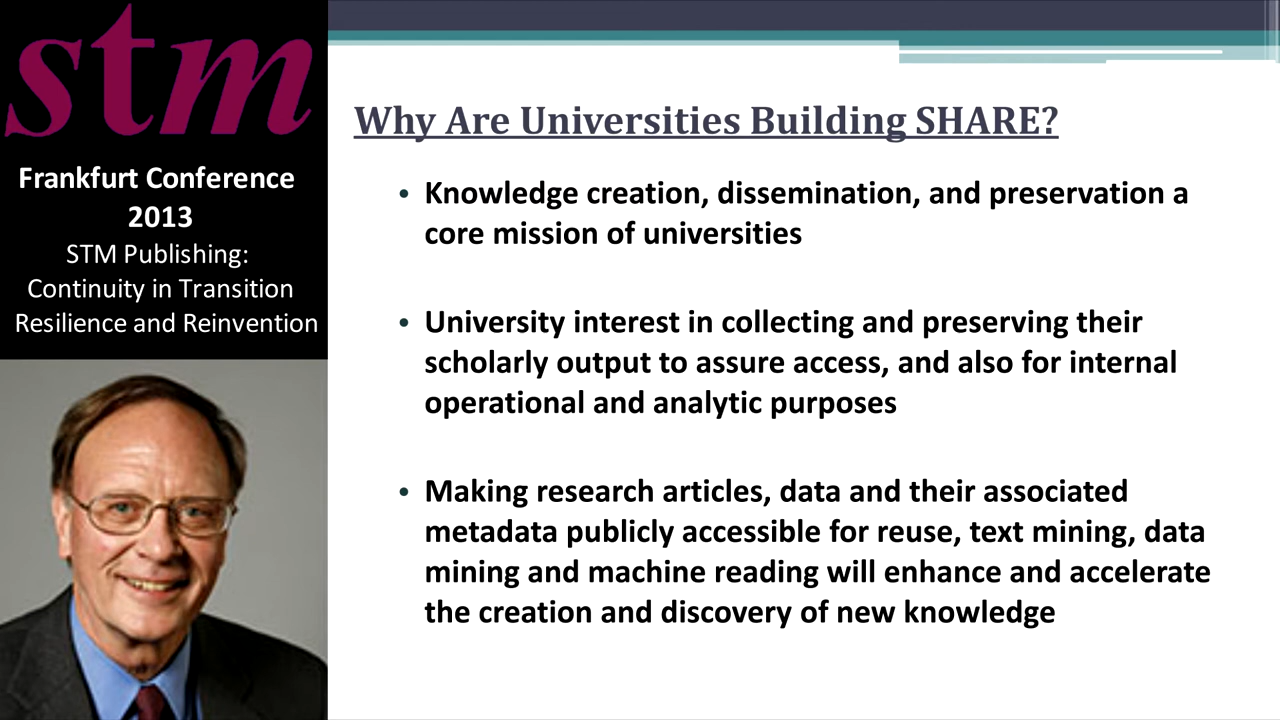 stm
Frankfurt Conference
2013
STM Publishing:
Continuity in Transition
Resilience and Reinvention
Why Are Universities Building SHARE?
• Knowledge creation, dissemination, and preservation a
core mission of universities
• University interest in collecting and preserving their
scholarly output to assure access, and also for internal
operational and analytic purposes
• Making research articles, data and their associated
metadata publicly accessible for reuse, text mining, data
mining and machine reading will enhance and accelerate
the creation and discovery of new knowledge